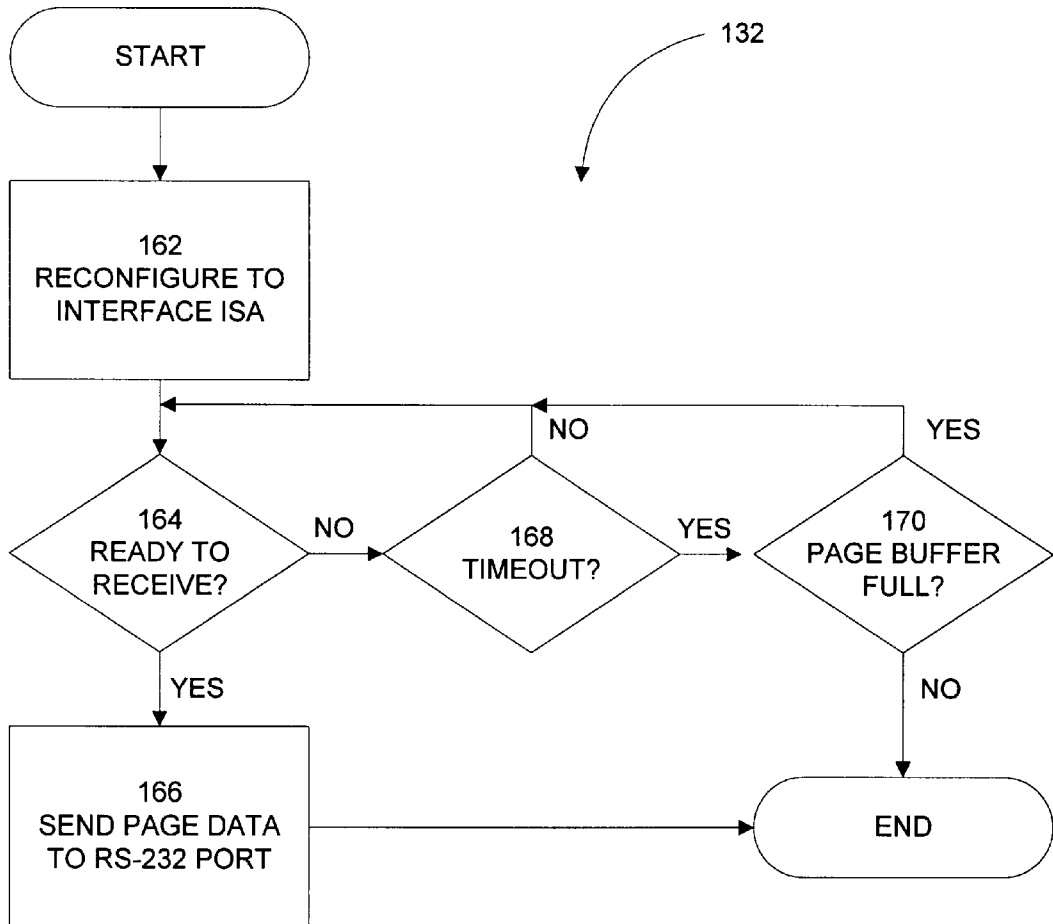 START
132
162
RECONFIGURE TO
INTERFACE ISA
NO
YES
164
READY TO
RECEIVE?
NO
168
TIMEOUT?
YES
170
PAGE BUFFER
FULL?
YES
NO
166
SEND PAGE DATA
TO RS-232 PORT
END